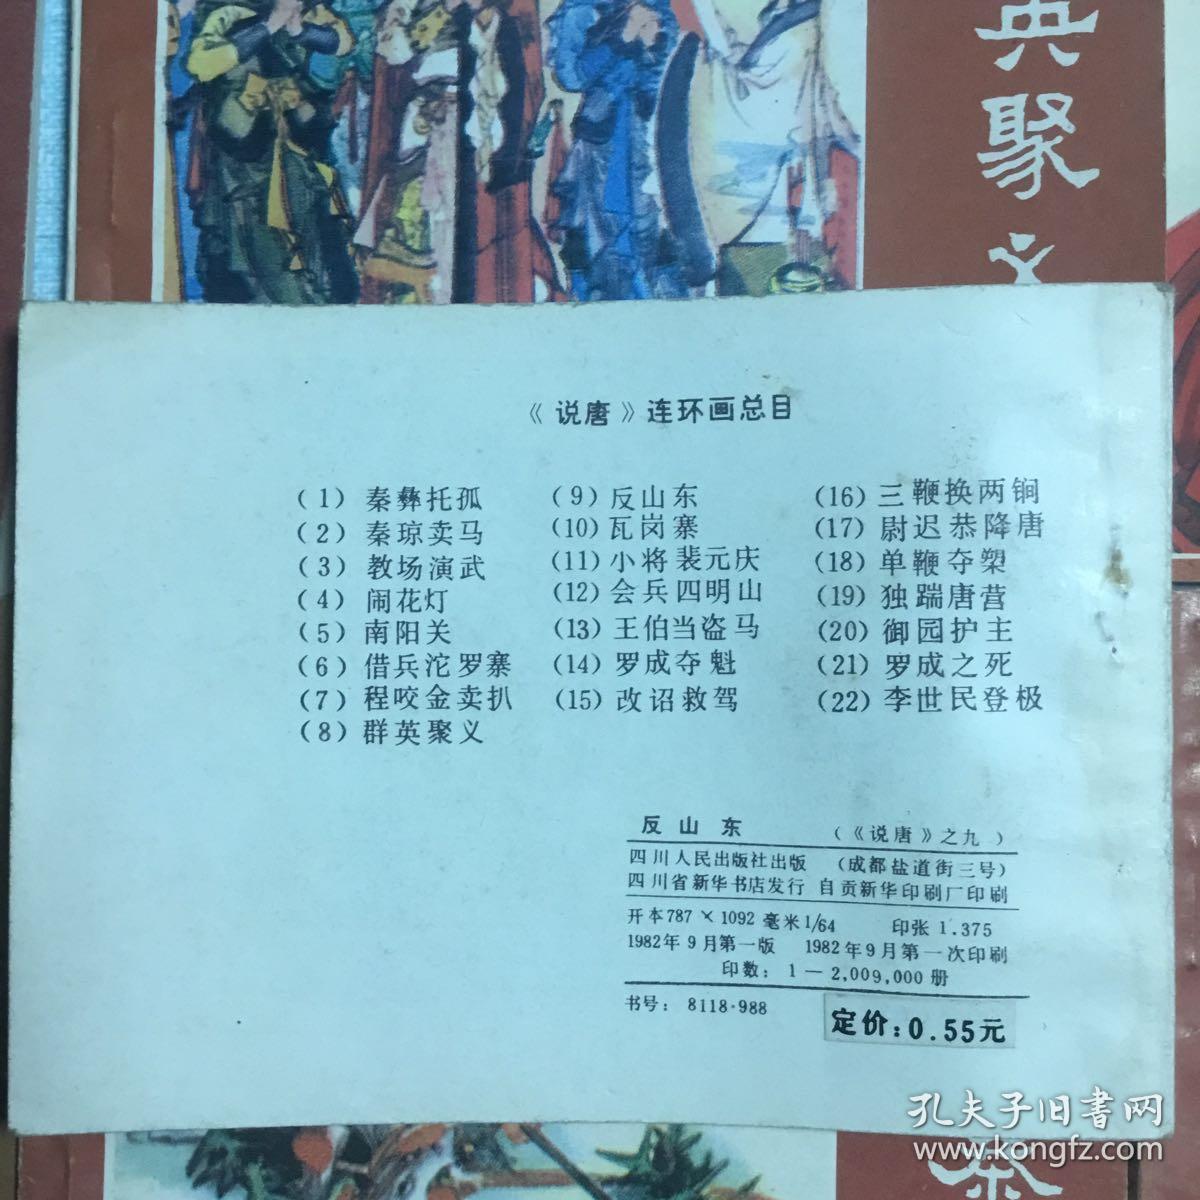 英聚义
《说唐》连环画总目
(1) 秦彝托孤
(2) 秦琼卖马
(3) 教场演武
(4) 闹花灯
(5) 南阳关
(6) 借兵沱罗寨
(7) 程咬金卖扒
(8) 群英聚义
(9) 反山东
(10) 瓦岗寨
(11) 小将裴元庆
(12) 会兵四明山
(13) 王伯当盗马
(14) 罗成夺魁
(15) 改诏救驾
(16) 三鞭换两锏
(17) 尉迟恭降唐
(18) 单鞭夺槊
(19) 独踹唐营
(20) 御园护主
(21) 罗成之死
(22) 李世民登极
反山东 (《说唐》之九)
四川人民出版社出版 (成都盐道街三号)
四川省新华书店发行 自贡新华印刷厂印刷
开本787×1092毫米1/64 印张1.375
1982年9月第一版 1982年9月第一次印刷
印数：1—2,009,000册
书号：8118·988
定价：0.55元
孔夫子旧書网
www.kongfz.com